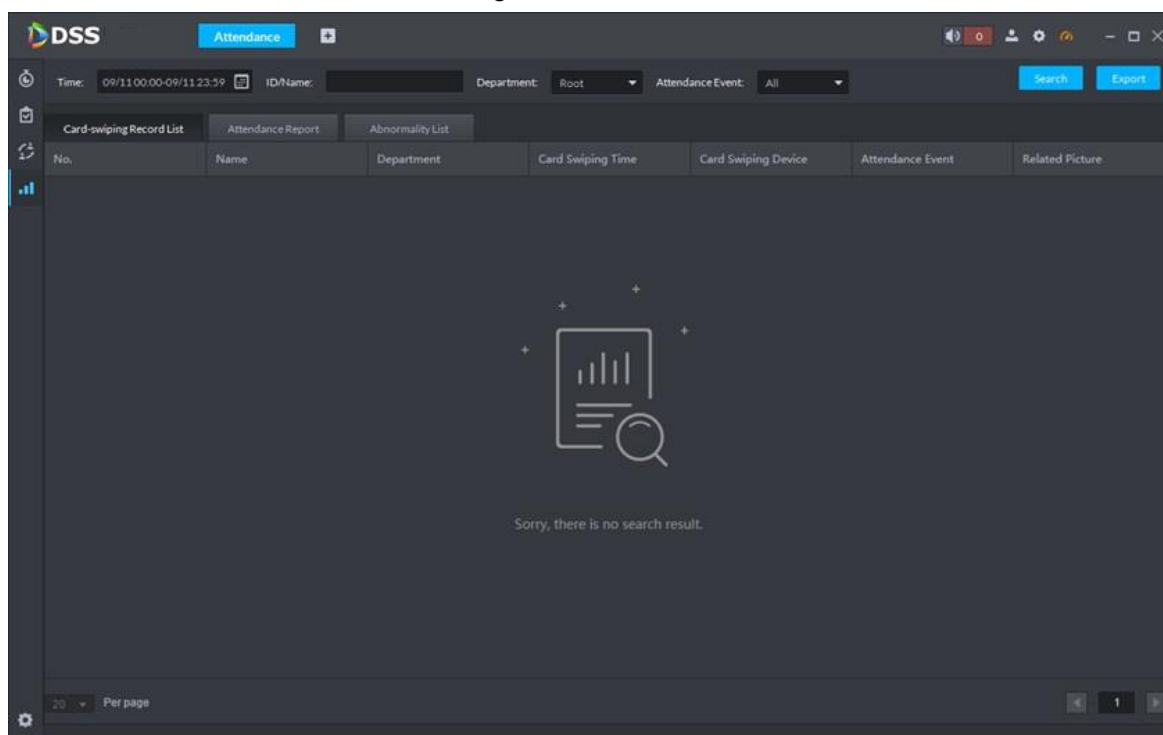 DSS Attendance 0
Time: 09/11 00:00-09/11 23:59 ID/Name: Department: Root Attendance Event: All Search Export
Card-swiping Record List Attendance Report Abnormality List
No. Name Department Card Swiping Time Card Swiping Device Attendance Event Related Picture
Sorry, there is no search result.
20 Per page 1